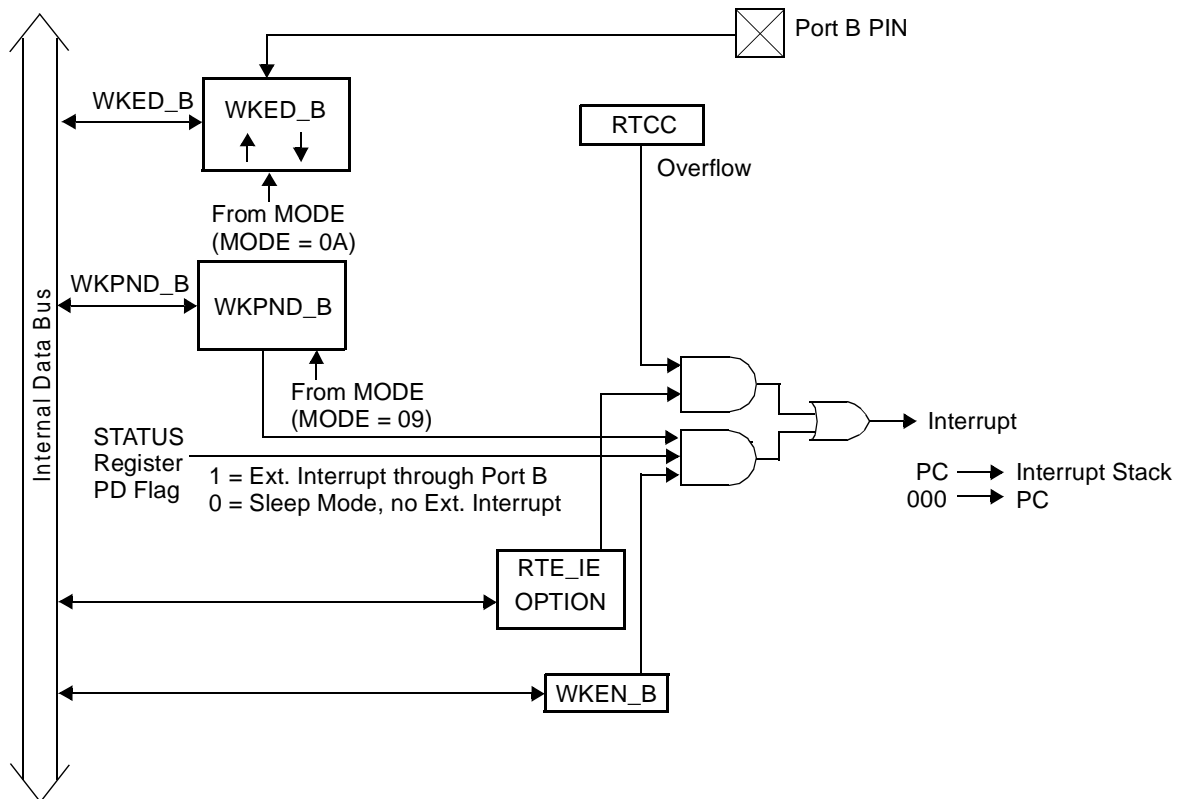 Port B PIN
WKED_B
WKED_B
RTCC
Overflow
From MODE
(MODE = 0A)
WKPND_B
WKPND_B
Internal Data Bus
From MODE
(MODE = 09)
STATUS
Register
PD Flag
1 = Ext. Interrupt through Port B
0 = Sleep Mode, no Ext. Interrupt
Interrupt
PC
Interrupt Stack
000
PC
RTE_IE
OPTION
WKEN_B